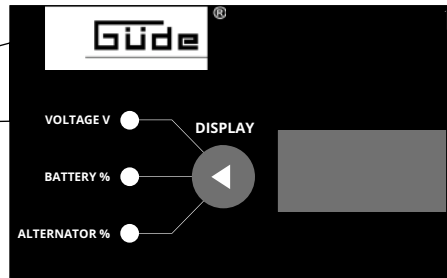 Güde®
VOLTAGE V
DISPLAY
BATTERY %
ALTERNATOR %